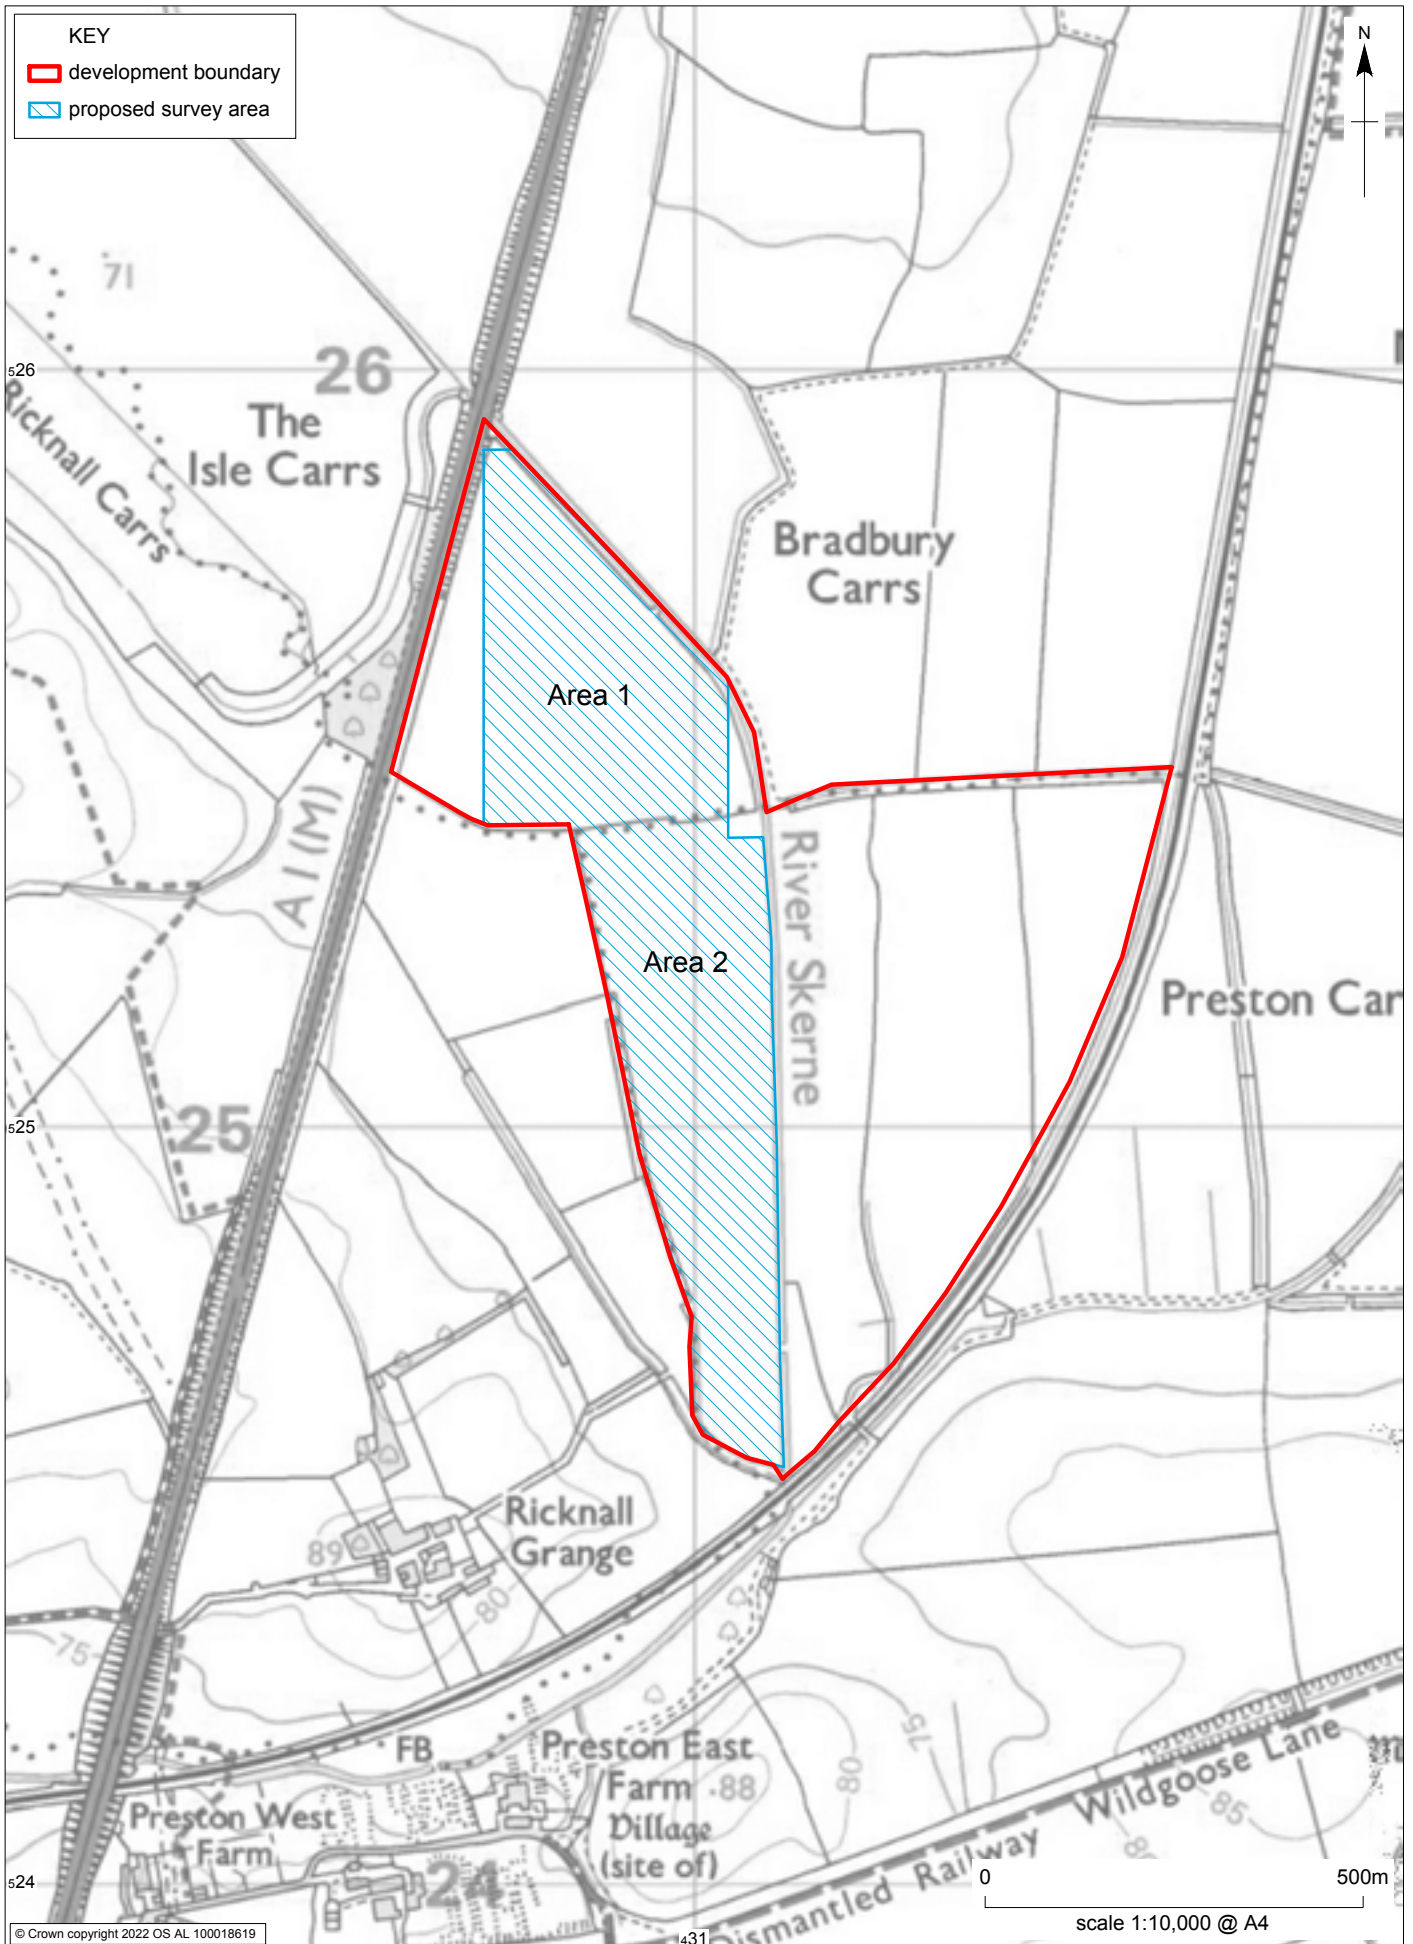 KEY
development boundary
proposed survey area
N
71
526
26
The
Isle Carrs
Ricknall Carrs
Bradbury
Carrs
Area 1
A1(M)
River Skerne
Area 2
Preston Car
525
25
Ricknall
Grange
89
80
75
FB
Preston East
Farm
88
Village
(site of)
80
75
Preston West
Farm
Wildgoose Lane
85
Dismantled Railway
524
0
500m
scale 1:10,000 @ A4
© Crown copyright 2022 OS AL 100018619
431